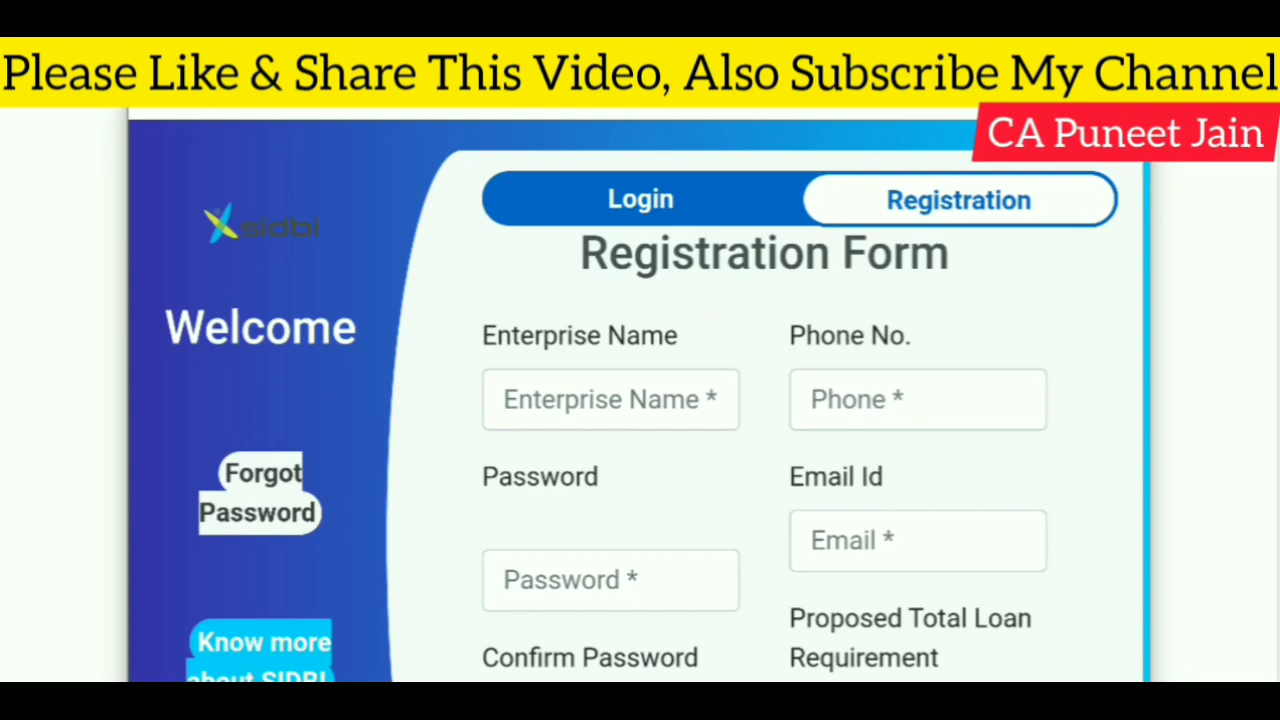 Please Like & Share This Video, Also Subscribe My Channel
CA Puneet Jain
Login
Registration
sidbi
Registration Form
Welcome
Enterprise Name
Phone No.
Enterprise Name *
Phone *
Forgot
Password
Password
Email Id
Email *
Password *
Proposed Total Loan
Requirement
Confirm Password
Know more
about SIDBI